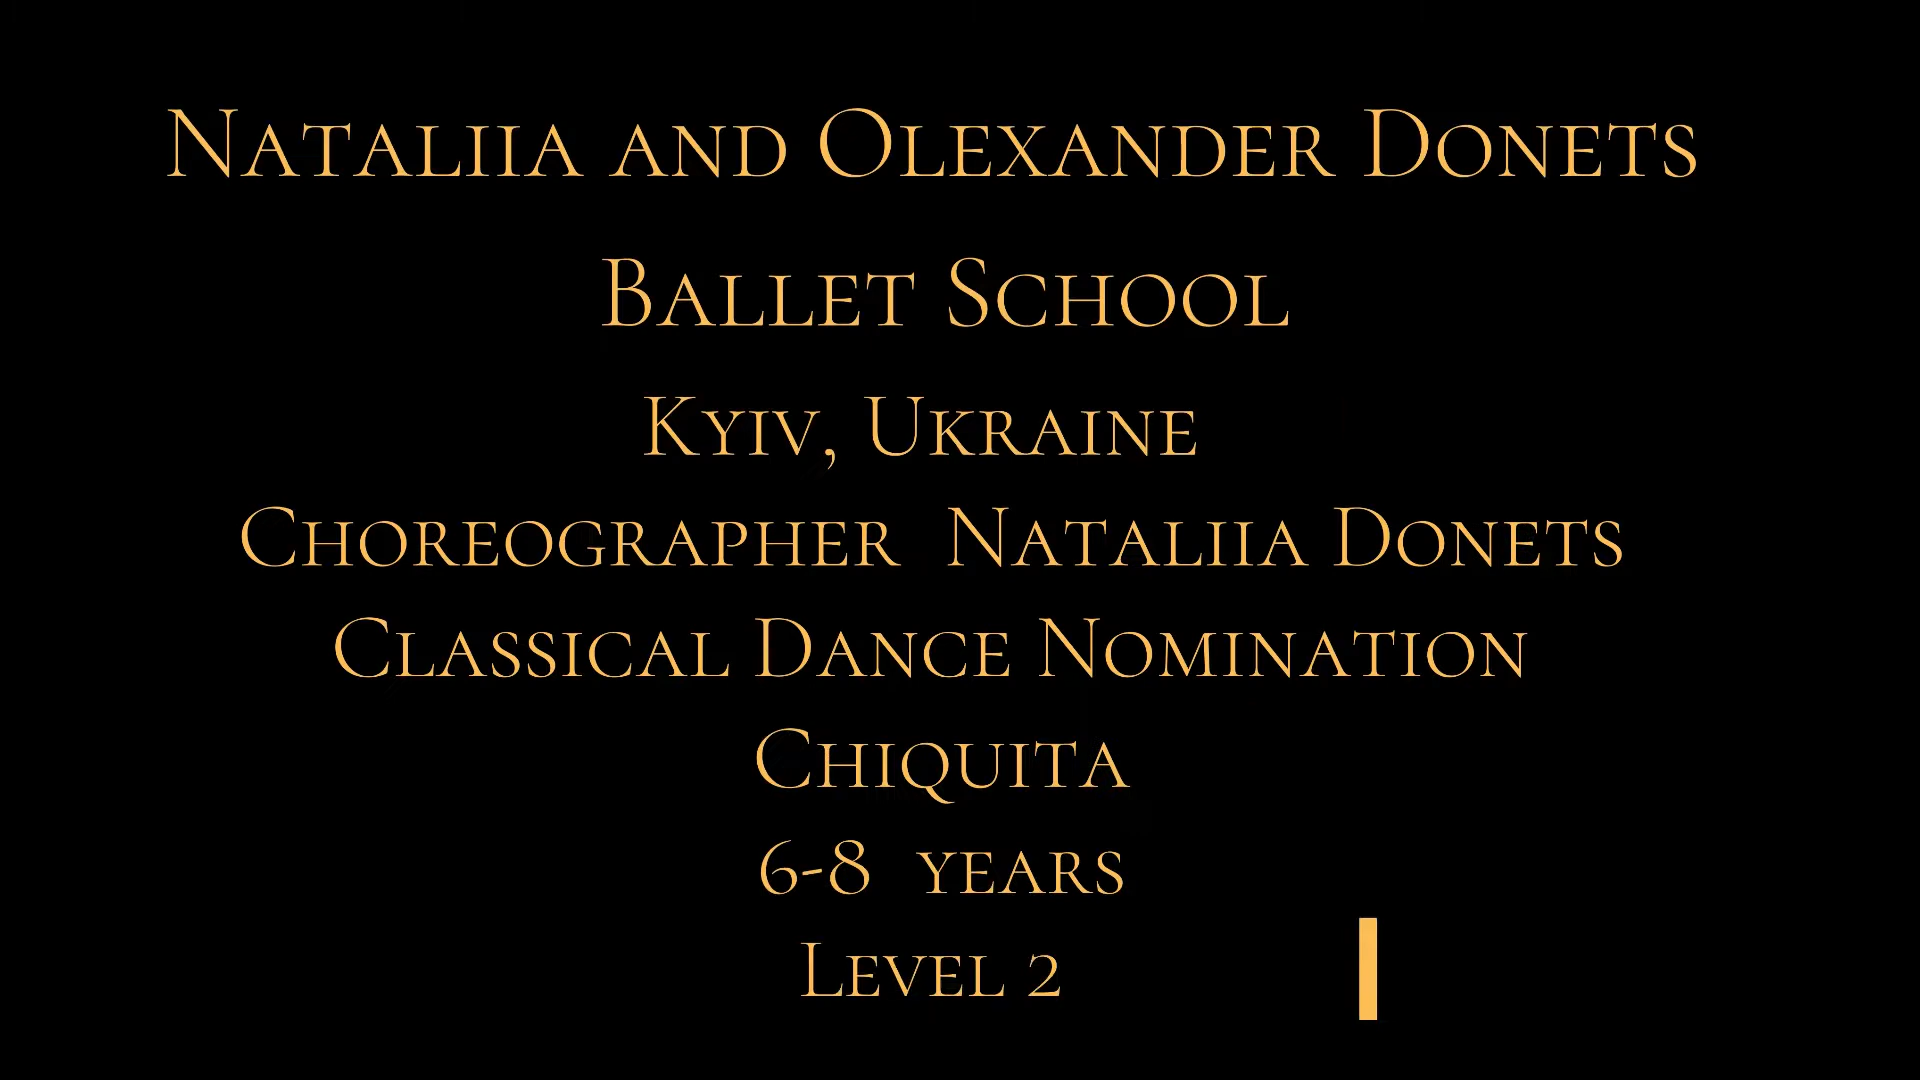 Nataliia and Olexander Donets
Ballet School
Kyiv, Ukraine
Choreographer Nataliia Donets
Classical Dance Nomination
Chiquita
6-8 years
Level 2